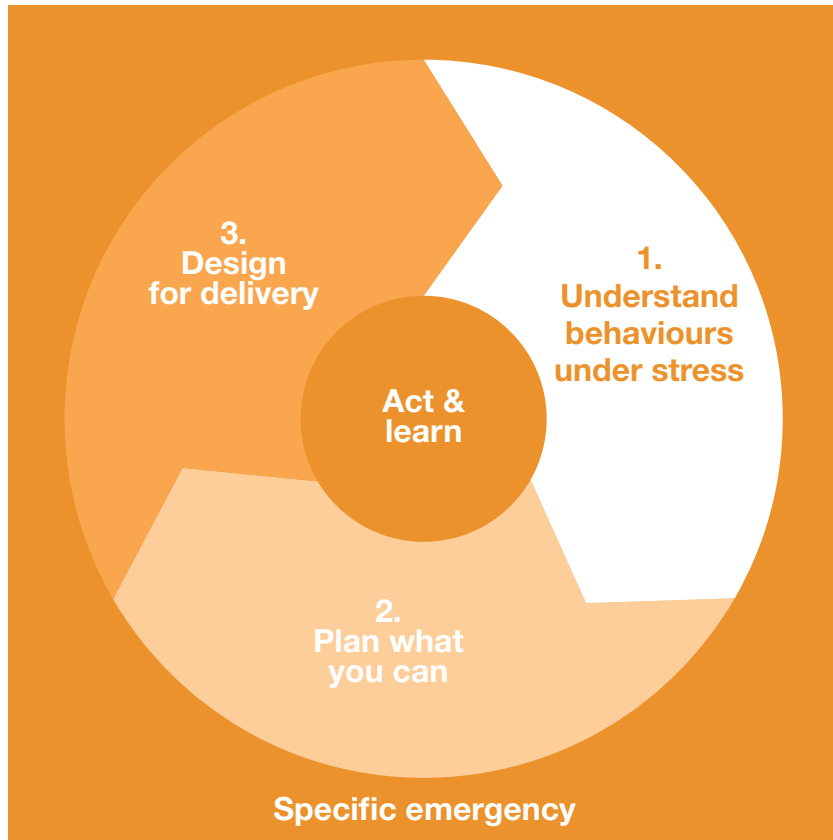 1.
Understand
behaviours
under stress
2.
Plan what
you can
3.
Design
for delivery
Act &
learn
Specific emergency